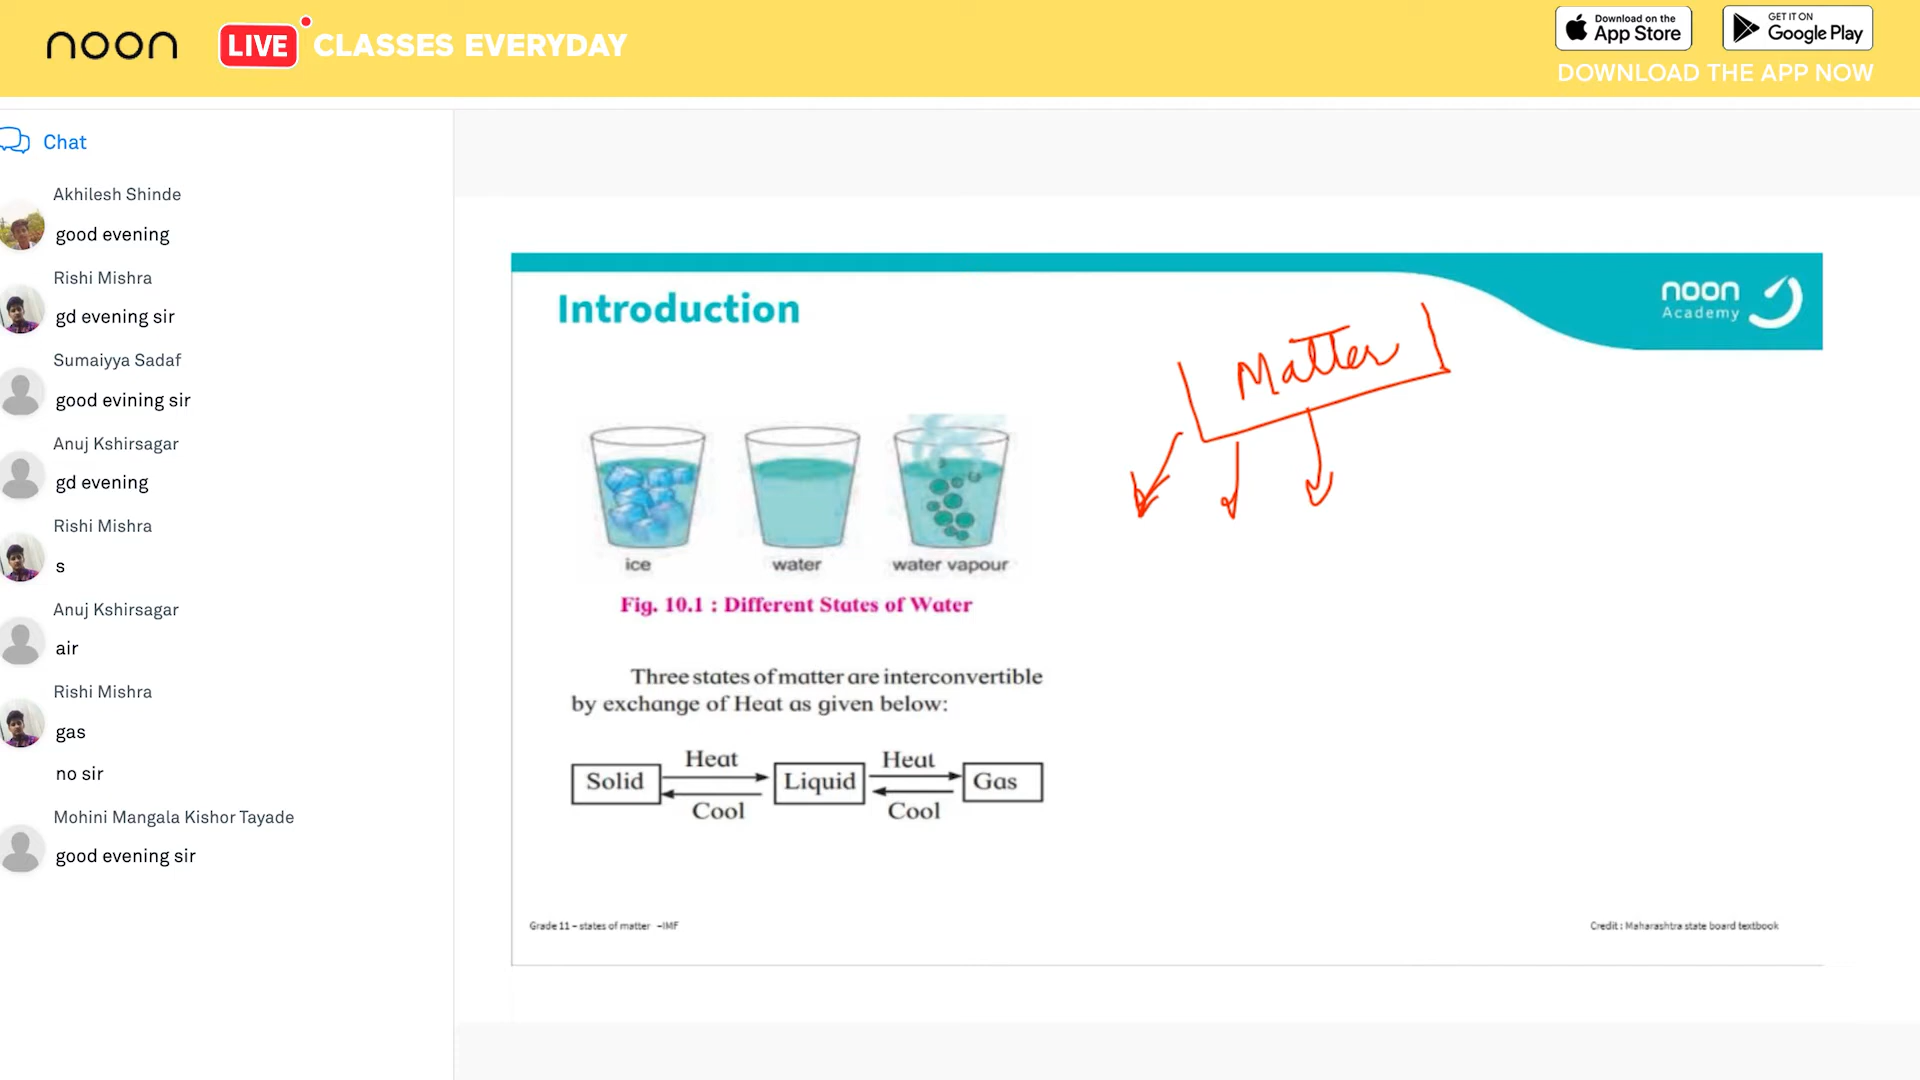 noon LIVE CLASSES EVERYDAY
Download on the App Store
GET IT ON Google Play
DOWNLOAD THE APP NOW
Chat
Akhilesh Shinde
good evening
Rishi Mishra
gd evening sir
Sumaiyya Sadaf
good evining sir
Anuj Kshirsagar
gd evening
Rishi Mishra
s
Anuj Kshirsagar
air
Rishi Mishra
gas
no sir
Mohini Mangala Kishor Tayade
good evening sir
Introduction
noon
Academy
Matter
ice water water vapour
Fig. 10.1 : Different States of Water
Three states of matter are interconvertible
by exchange of Heat as given below:
Heat Heat
Solid Liquid Gas
Cool Cool
Grade 11 – states of matter –IMF
Credit : Maharashtra state board textbook